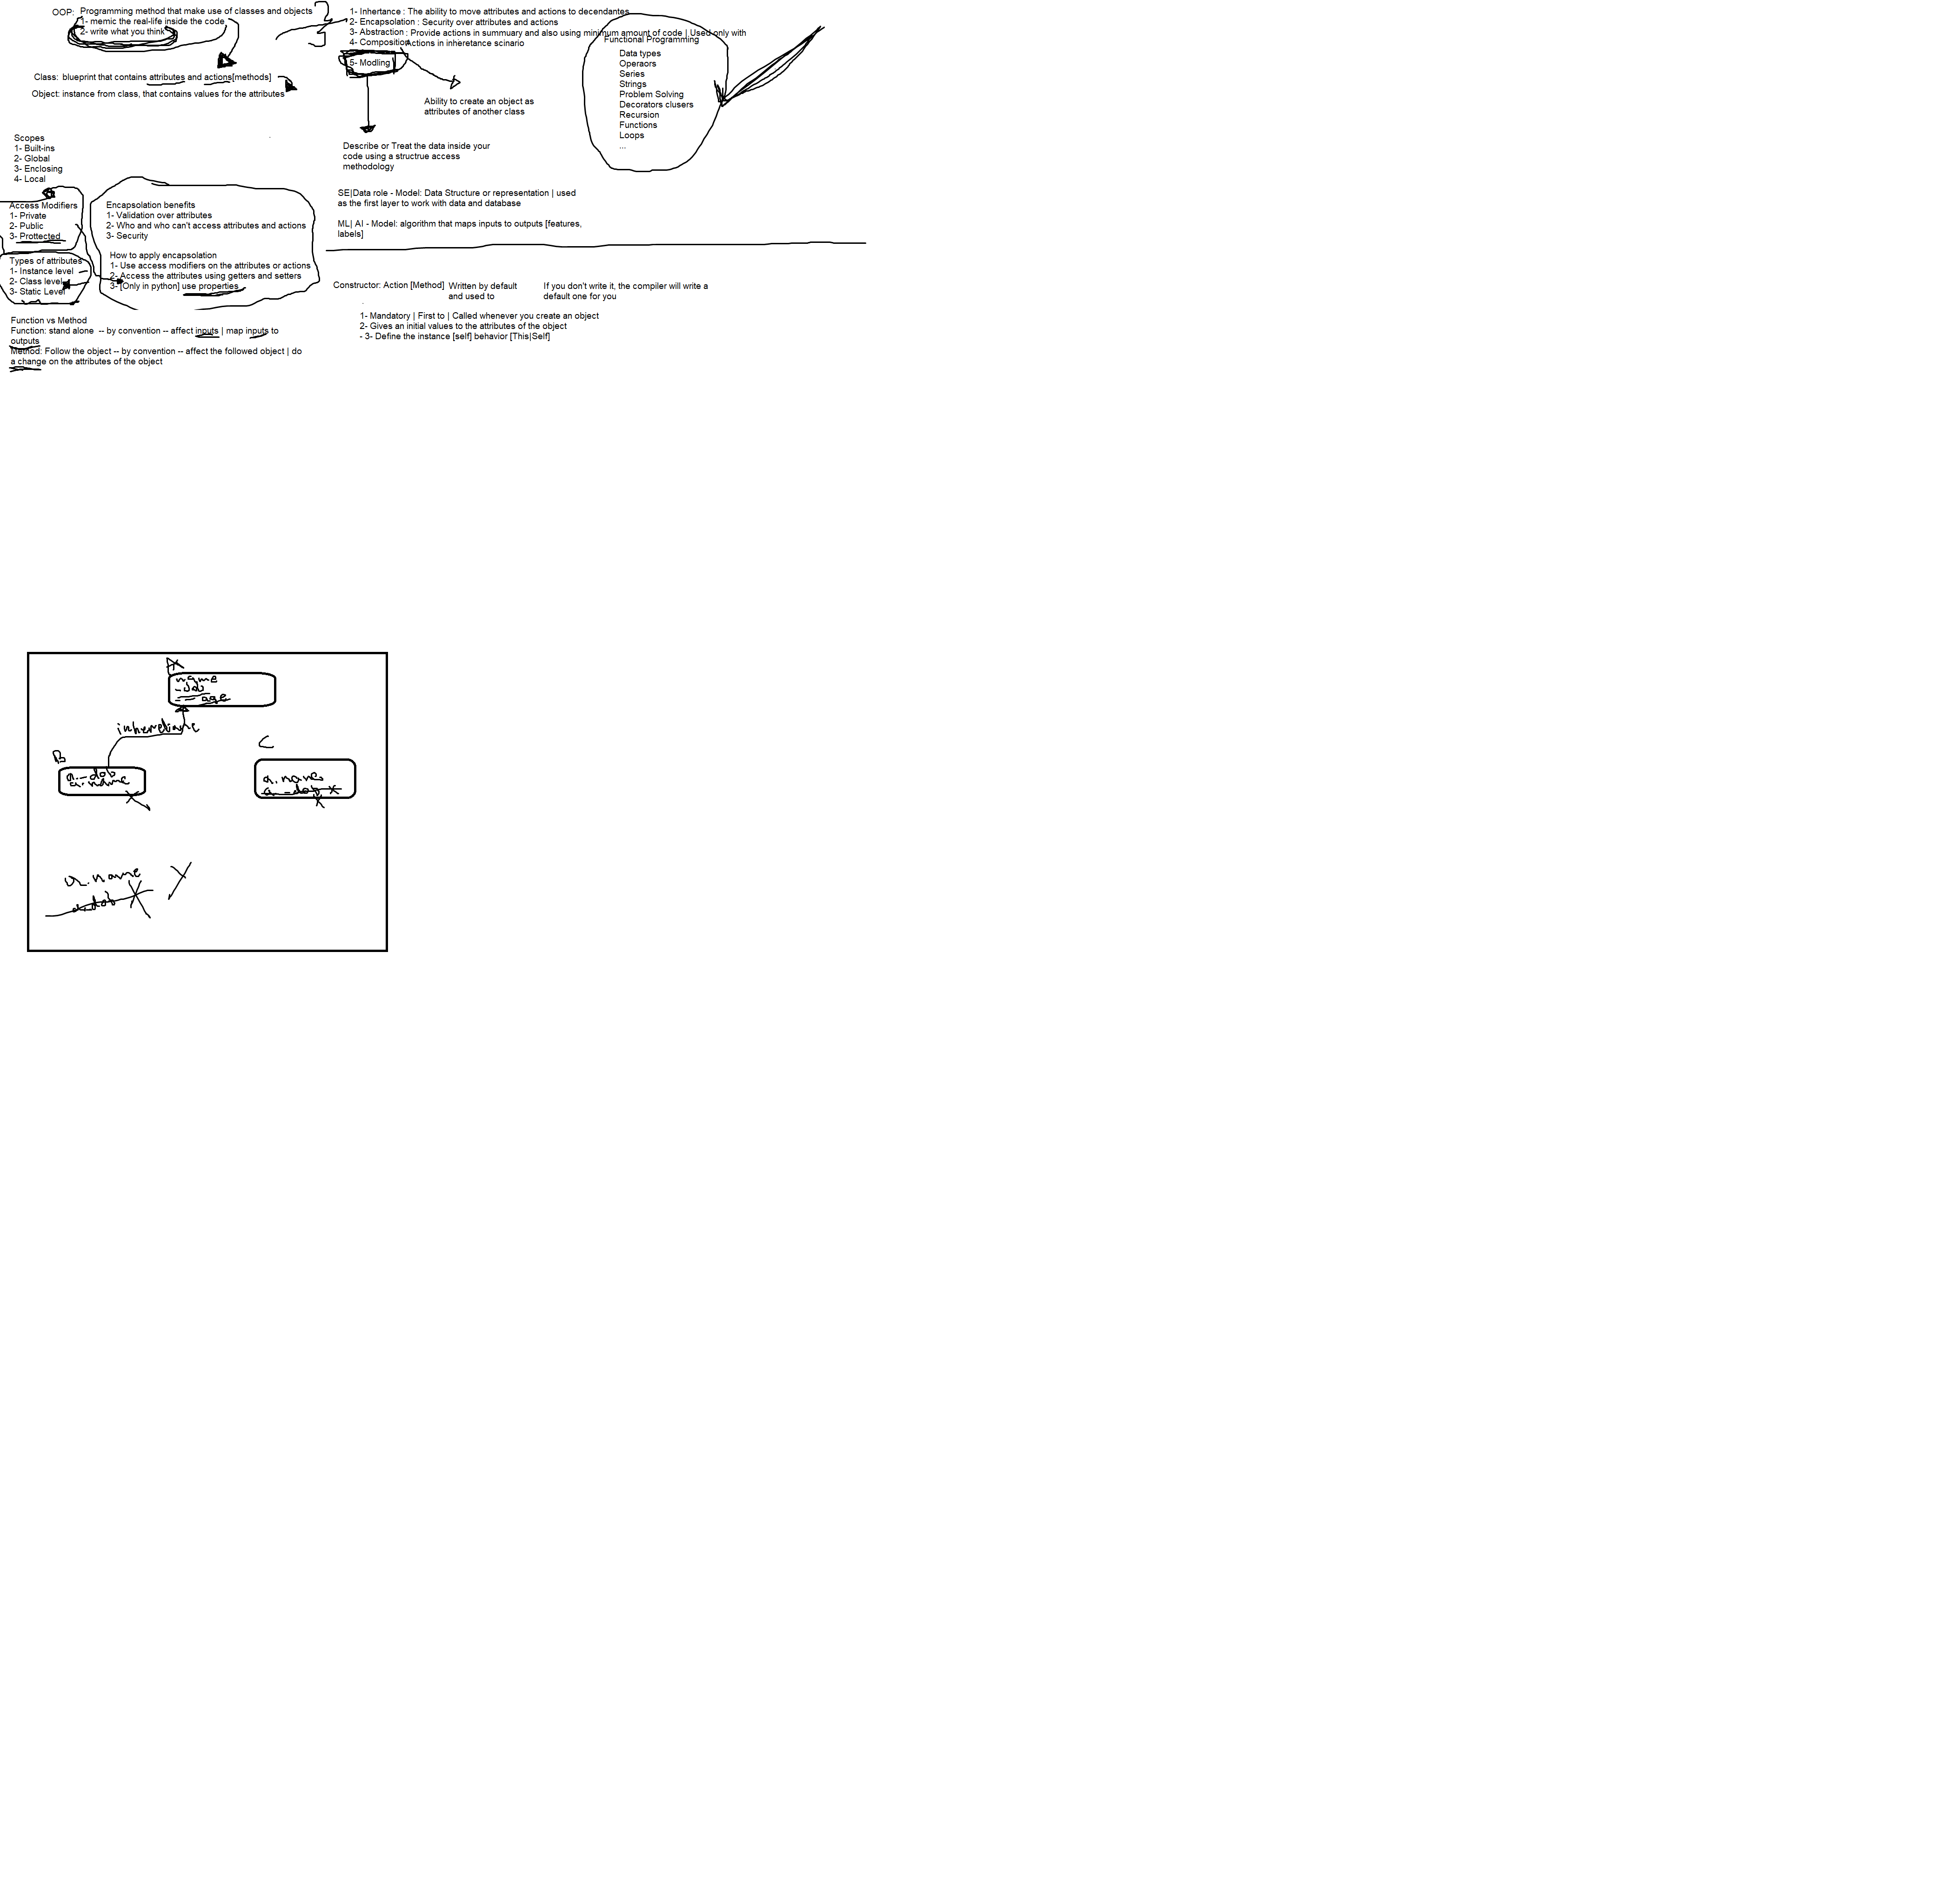 OOP: Programming method that make use of classes and objects
1- memic the real-life inside the code
2- write what you think
Class: blueprint that contains attributes and actions[methods]
Object: instance from class, that contains values for the attributes
1- Inhertance : The ability to move attributes and actions to decendantes
2- Encapsolation : Security over attributes and actions
3- Abstraction : Provide actions in summuary and also using minimum amount of code | Used only with
4- Composition Actions in inheretance scinario
5- Modling
Ability to create an object as
attributes of another class
Describe or Treat the data inside your
code using a structrue access
methodology
SE|Data role - Model: Data Structure or representation | used
as the first layer to work with data and database
ML| AI - Model: algorithm that maps inputs to outputs [features,
labels]
Functional Programming
Data types
Operaors
Series
Strings
Problem Solving
Decorators clusers
Recursion
Functions
Loops
...
Scopes
1- Built-ins
2- Global
3- Enclosing
4- Local
Access Modifiers
1- Private
2- Public
3- Prottected
Types of attributes
1- Instance level
2- Class level
3- Static Level
Encapsolation benefits
1- Validation over attributes
2- Who and who can't access attributes and actions
3- Security
How to apply encapsolation
1- Use access modifiers on the attributes or actions
2- Access the attributes using getters and setters
3- [Only in python] use properties
Function vs Method
Function: stand alone -- by convention -- affect inputs | map inputs to
outputs
Method: Follow the object -- by convention -- affect the followed object | do
a change on the attributes of the object
Constructor: Action [Method]
Written by default
and used to
If you don't write it, the compiler will write a
default one for you
1- Mandatory | First to | Called whenever you create an object
2- Gives an initial values to the attributes of the object
- 3- Define the instance [self] behavior [This|Self]
A
name
_dob
__age
B
a._dob
a.name
C
a.name
a._dob x
a.name
a._dob